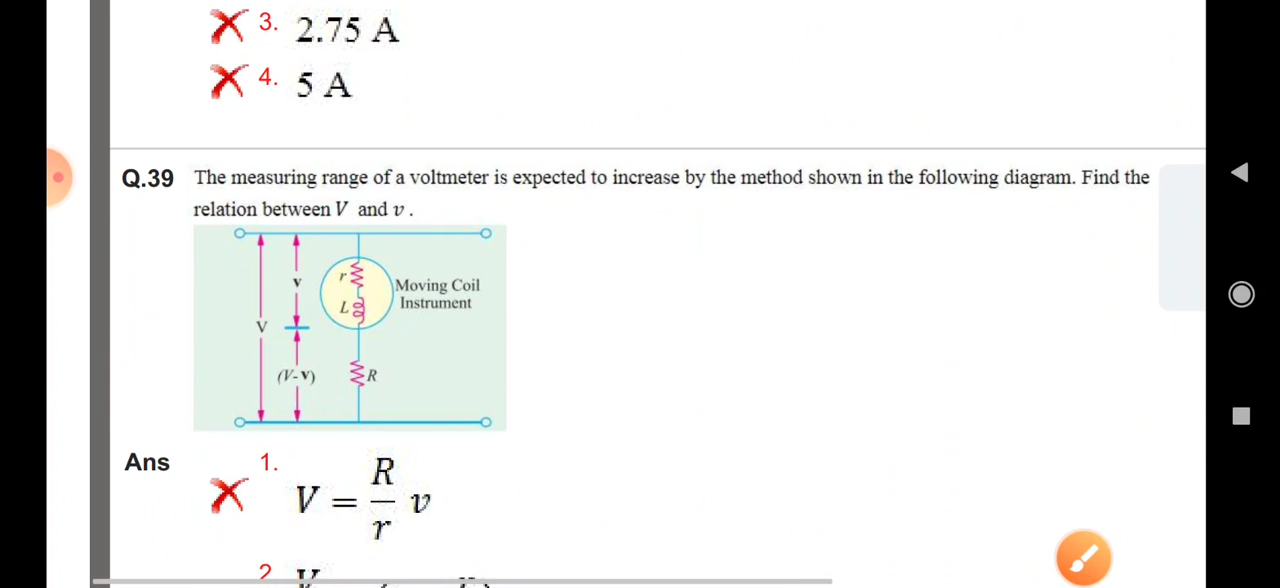 3. 2.75 A
4. 5 A
Q.39 The measuring range of a voltmeter is expected to increase by the method shown in the following diagram. Find the
relation between V and v .
r
v
Moving Coil
L
Instrument
V
(V-v)
R
Ans
1.
V = R/r v
2